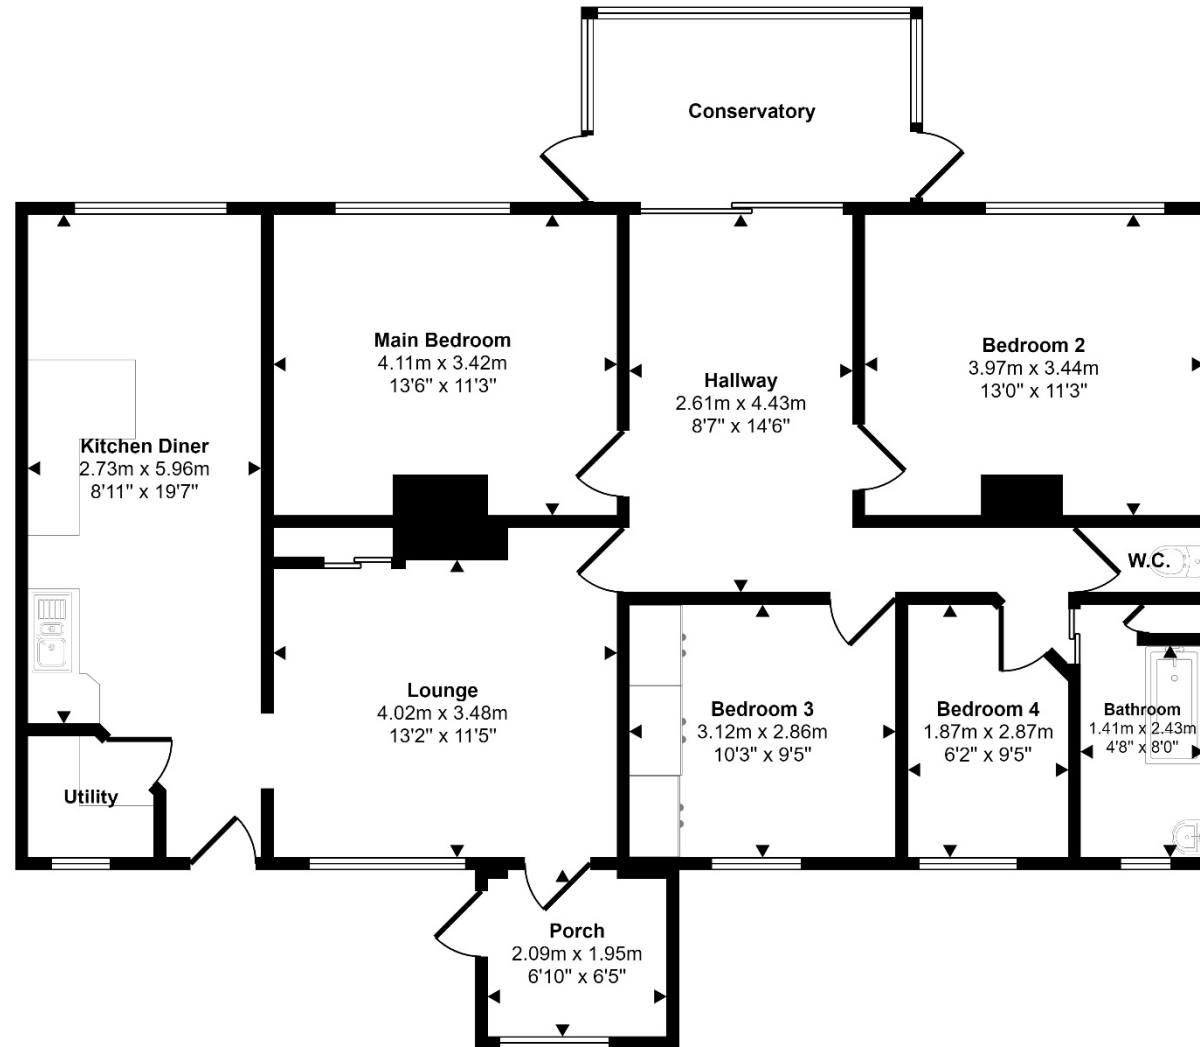 Conservatory
Main Bedroom
4.11m x 3.42m
13'6" x 11'3"
Bedroom 2
3.97m x 3.44m
13'0" x 11'3"
Hallway
2.61m x 4.43m
8'7" x 14'6"
Kitchen Diner
2.73m x 5.96m
8'11" x 19'7"
W.C.
Lounge
4.02m x 3.48m
13'2" x 11'5"
Bedroom 3
3.12m x 2.86m
10'3" x 9'5"
Bedroom 4
1.87m x 2.87m
6'2" x 9'5"
Bathroom
1.41m x 2.43m
4'8" x 8'0"
Utility
Porch
2.09m x 1.95m
6'10" x 6'5"